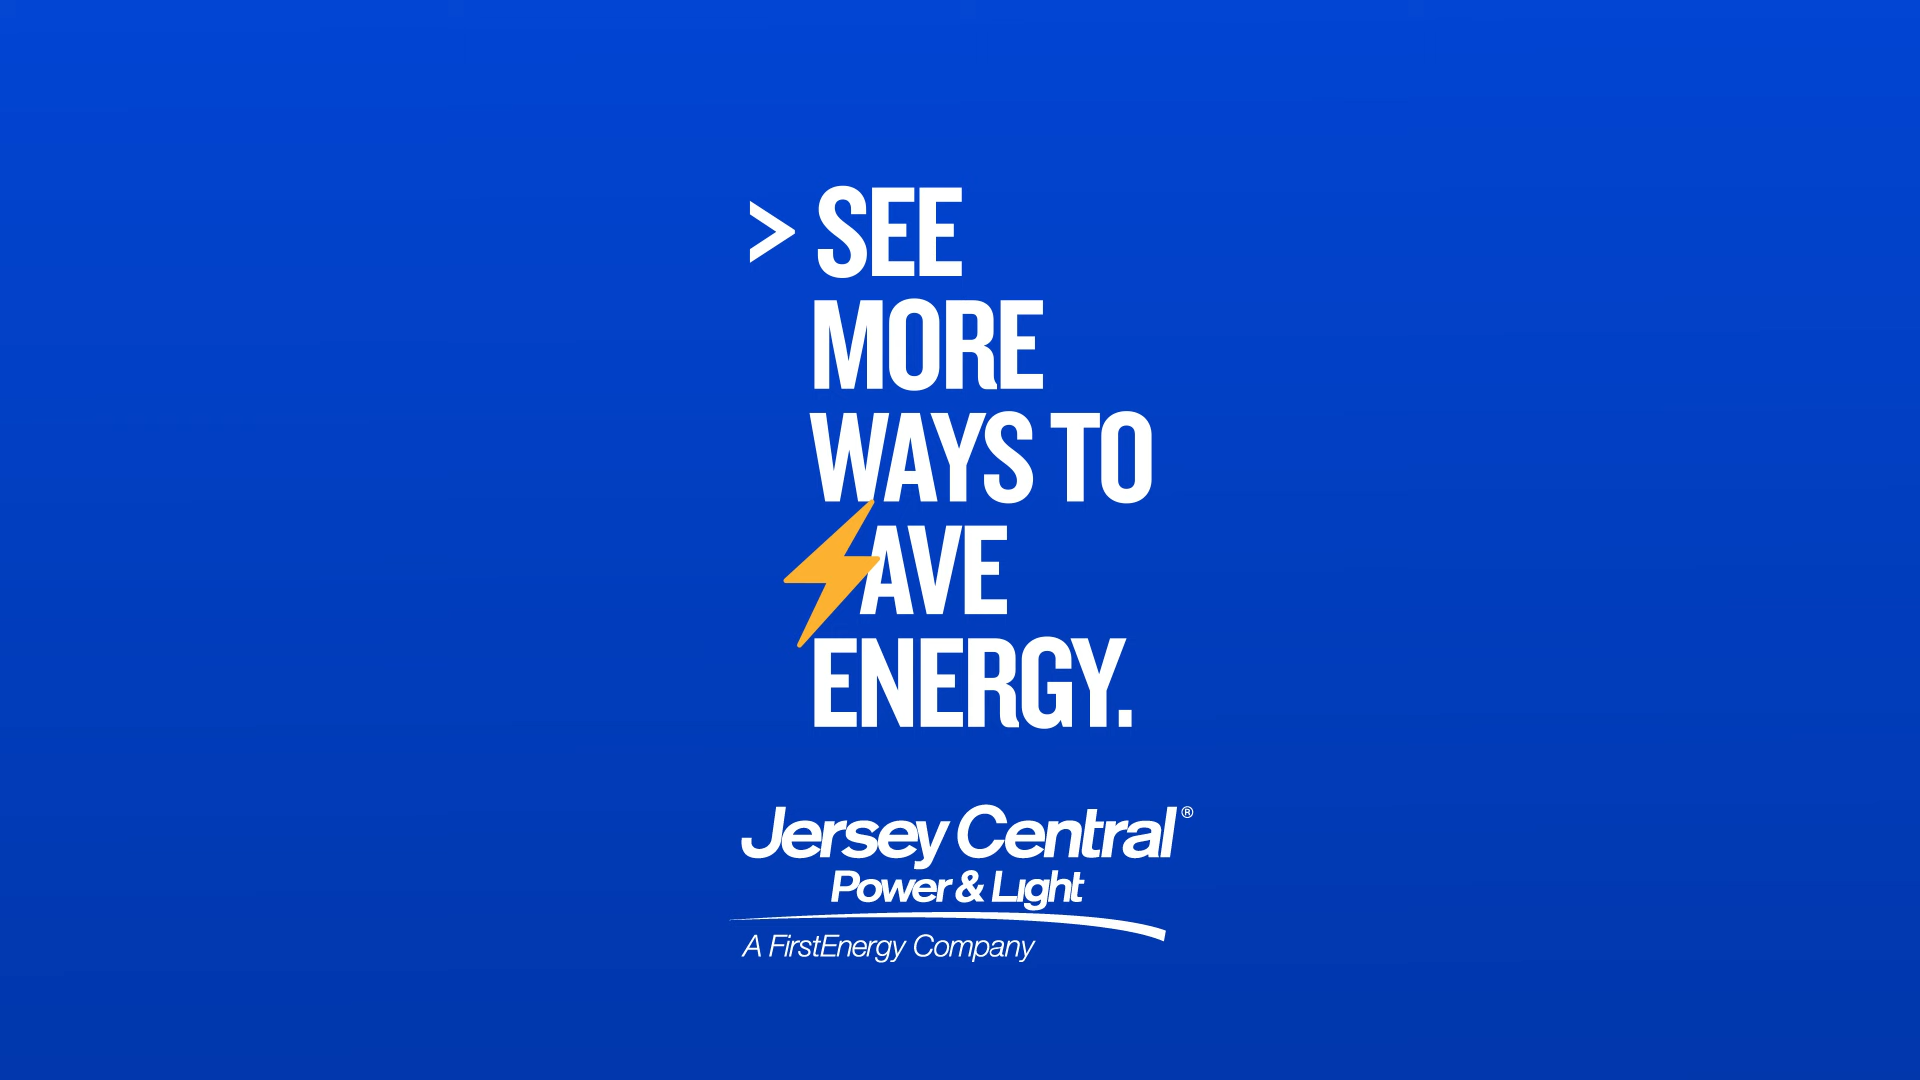 > SEE
MORE
WAYS TO
⚡AVE
ENERGY.
Jersey Central®
Power & Light
A FirstEnergy Company